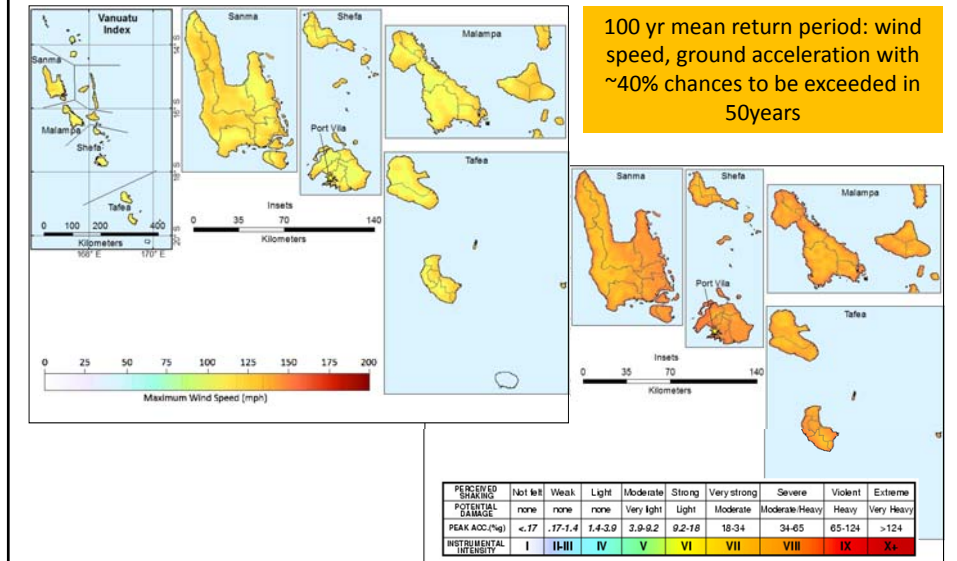 100 yr mean return period: wind
speed, ground acceleration with
~40% chances to be exceeded in
50years
Vanuatu
Index
Sanma
Malampa
Shefa
Tafea
0 100 200 400
Kilometers
168° E 170° E
14° S
16° S
18° S
20° S
Sanma
Shefa
Port Vila
Malampa
Tafea
Insets
0 35 70 140
Kilometers
0 25 50 75 100 125 150 175 200
Maximum Wind Speed (mph)
Sanma
Shefa
Port Vila
Malampa
Tafea
Insets
0 35 70 140
Kilometers
PERCEIVED SHAKING Not felt Weak Light Moderate Strong Very strong Severe Violent Extreme
POTENTIAL DAMAGE none none none Very light Light Moderate Moderate/Heavy Heavy Very Heavy
PEAK ACC.(%g) <.17 .17-1.4 1.4-3.9 3.9-9.2 9.2-18 18-34 34-65 65-124 >124
INSTRUMENTAL INTENSITY I II-III IV V VI VII VIII IX X+